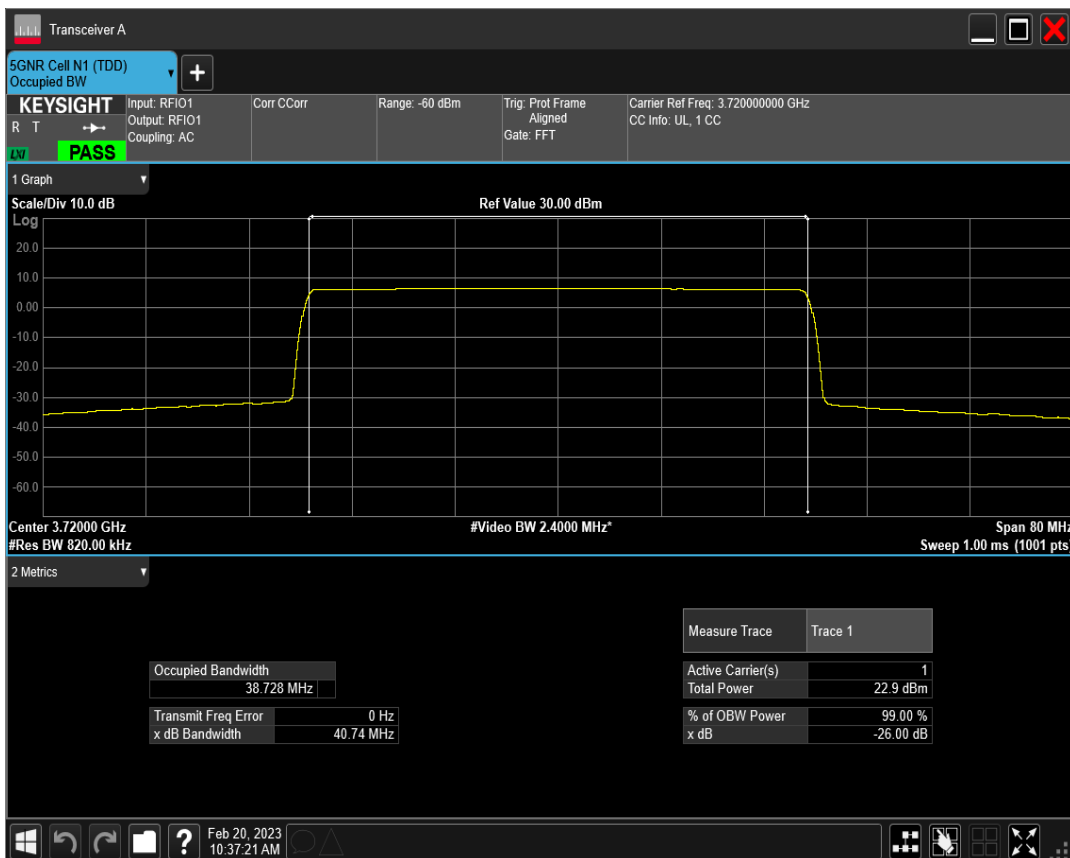 Transceiver A
5GNR Cell N1 (TDD)
Occupied BW
+
KEYSIGHT
R T
LXI
PASS
Input: RFIO1
Output: RFIO1
Coupling: AC
Corr CCorr
Range: -60 dBm
Trig: Prot Frame
Aligned
Gate: FFT
Carrier Ref Freq: 3.720000000 GHz
CC Info: UL, 1 CC
1 Graph
Scale/Div 10.0 dB
Ref Value 30.00 dBm
Log
20.0
10.0
0.00
-10.0
-20.0
-30.0
-40.0
-50.0
-60.0
Center 3.72000 GHz
#Video BW 2.4000 MHz*
Span 80 MHz
#Res BW 820.00 kHz
Sweep 1.00 ms (1001 pts)
2 Metrics
Measure Trace Trace 1
Occupied Bandwidth
38.728 MHz
Active Carrier(s) 1
Total Power 22.9 dBm
Transmit Freq Error 0 Hz
x dB Bandwidth 40.74 MHz
% of OBW Power 99.00 %
x dB -26.00 dB
?
Feb 20, 2023
10:37:21 AM